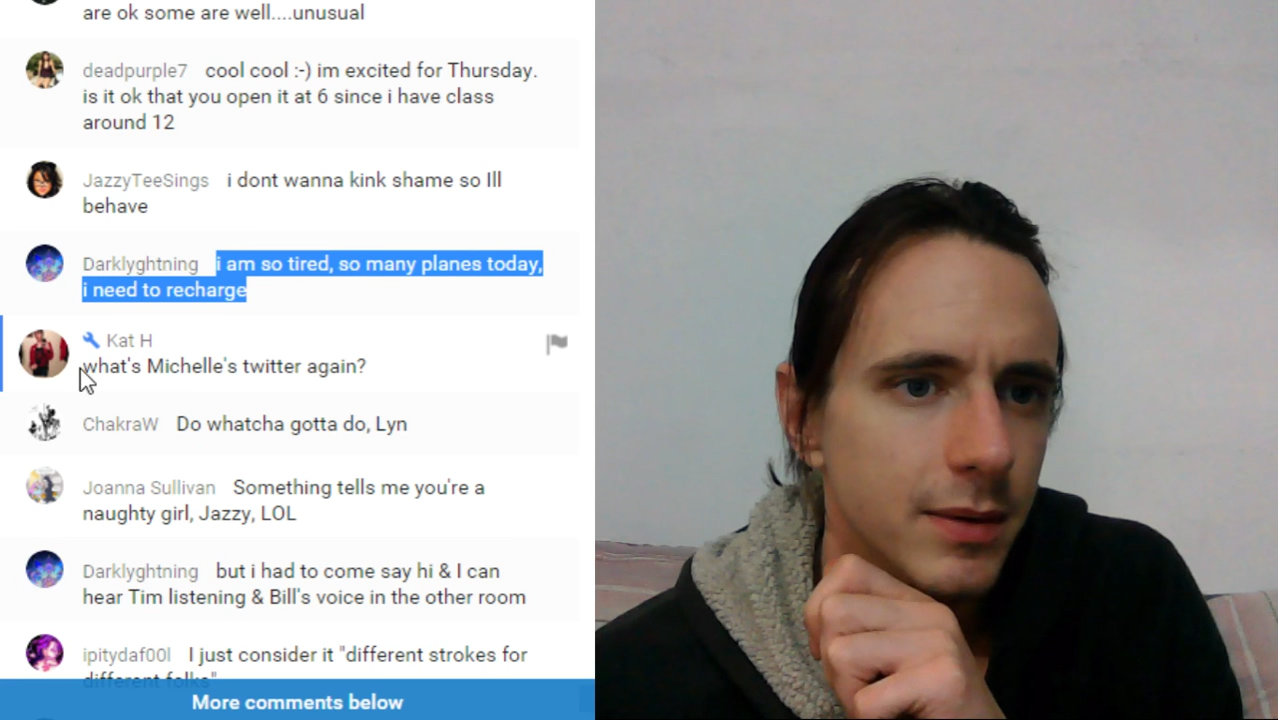 are ok some are well....unusual
deadpurple7 cool cool :-) im excited for Thursday.
is it ok that you open it at 6 since i have class
around 12
JazzyTeeSings i dont wanna kink shame so Ill
behave
Darklyghtning i am so tired, so many planes today,
i need to recharge
Kat H
what's Michelle's twitter again?
ChakraW Do whatcha gotta do, Lyn
Joanna Sullivan Something tells me you're a
naughty girl, Jazzy, LOL
Darklyghtning but i had to come say hi & I can
hear Tim listening & Bill's voice in the other room
ipitydaf00l I just consider it "different strokes for
different folks"
More comments below